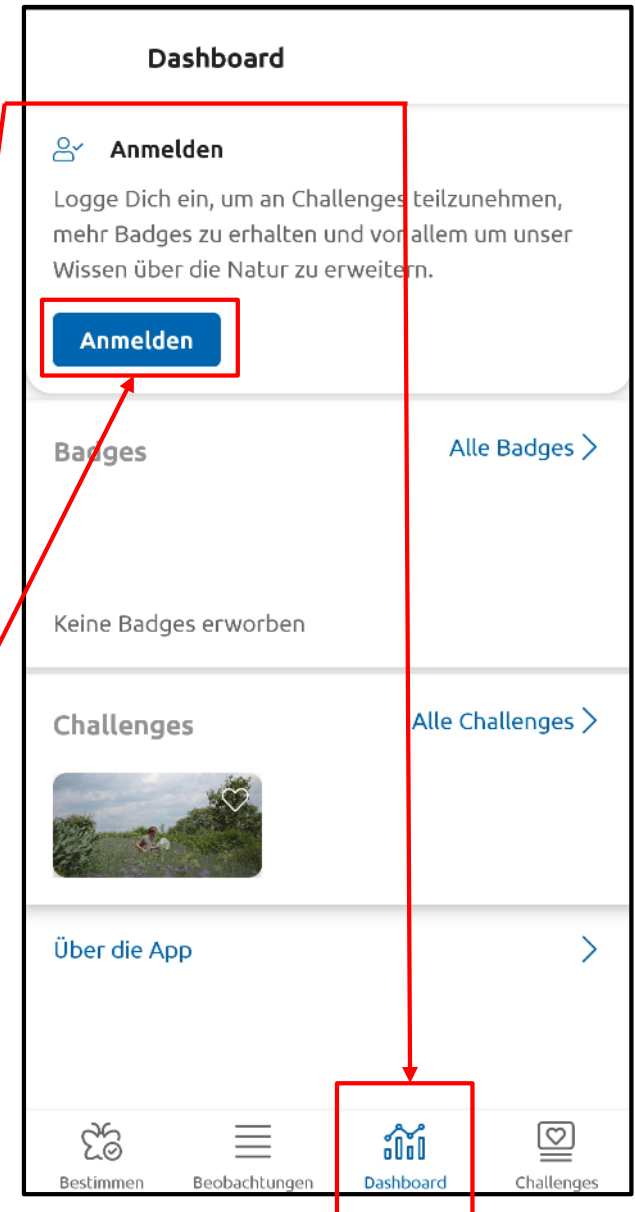 Dashboard
Anmelden
Logge Dich ein, um an Challenges teilzunehmen,
mehr Badges zu erhalten und vor allem um unser
Wissen über die Natur zu erweitern.
Anmelden
Badges
Alle Badges
Keine Badges erworben
Challenges
Alle Challenges
Über die App
Bestimmen
Beobachtungen
Dashboard
Challenges